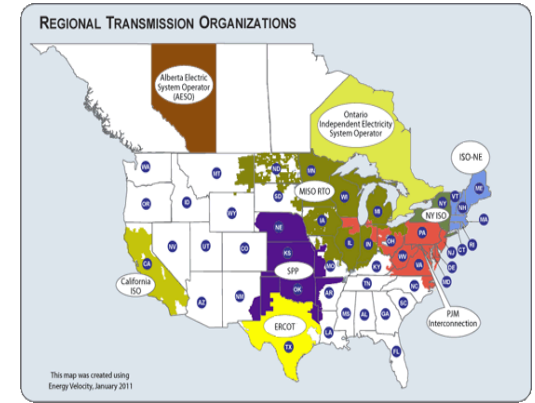 REGIONAL TRANSMISSION ORGANIZATIONS
Alberta Electric
System Operator
(AESO)
Ontario
Independent Electricity
System Operator
ISO-NE
WA
MT
ND
MN
MISO RTO
OR
ID
SD
WI
MI
NY
VT
ME
NH
NY ISO
MA
WY
IA
NE
PA
NV
UT
CO
IL
IN
OH
NJ
CT
RI
CA
KS
MO
WV
VA
DE
MD
SPP
KY
California
ISO
AZ
NM
OK
AR
TN
NC
SC
PJM
Interconnection
ERCOT
MS
AL
GA
TX
LA
FL
This map was created using
Energy Velocity, January 2011